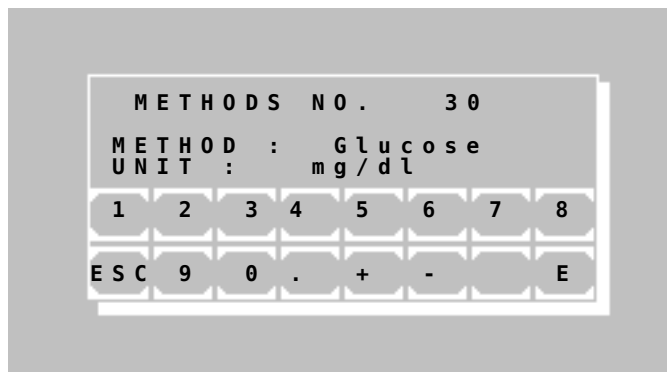 METHODS NO. 30
METHOD : Glucose
UNIT : mg/dl
1 2 3 4 5 6 7 8
ESC 9 0 . + - E